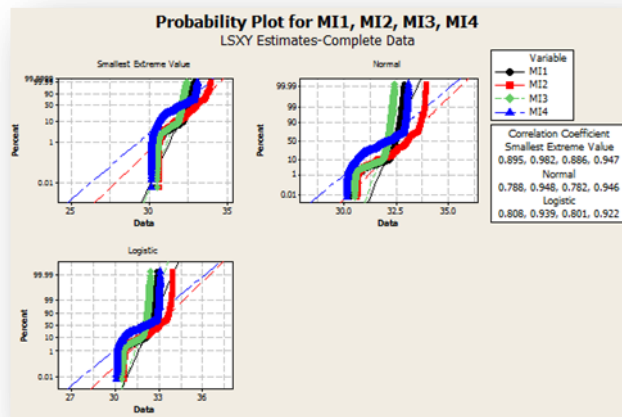 Probability Plot for MI1, MI2, MI3, MI4
LSXY Estimates-Complete Data
Smallest Extreme Value
Percent
90
50
10
1
0.01
25
30
35
Data
Normal
Percent
99.99
99
90
50
10
1
0.01
30.0
32.5
35.0
Data
Variable
MI1
MI2
MI3
MI4
Correlation Coefficient
Smallest Extreme Value
0.895, 0.982, 0.886, 0.947
Normal
0.788, 0.948, 0.782, 0.946
Logistic
0.808, 0.939, 0.801, 0.922
Logistic
Percent
99.99
99
90
50
10
1
0.01
27
30
33
36
Data